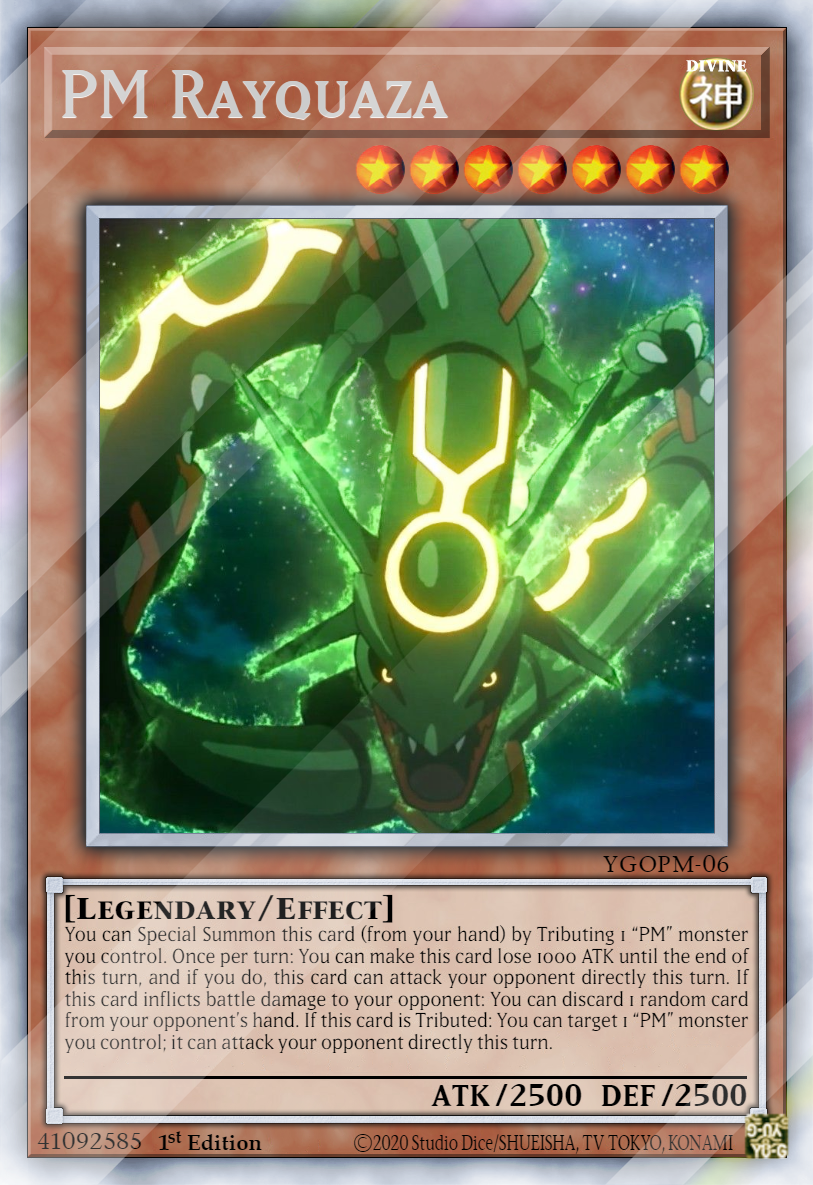 PM Rayquaza
DIVINE
神
YGOPM-06
[Legendary/Effect]
You can Special Summon this card (from your hand) by Tributing 1 “PM” monster
you control. Once per turn: You can make this card lose 1000 ATK until the end of
this turn, and if you do, this card can attack your opponent directly this turn. If
this card inflicts battle damage to your opponent: You can discard 1 random card
from your opponent's hand. If this card is Tributed: You can target 1 “PM” monster
you control; it can attack your opponent directly this turn.
ATK/2500 DEF/2500
41092585 1st Edition ©2020 Studio Dice/SHUEISHA, TV TOKYO, KONAMI